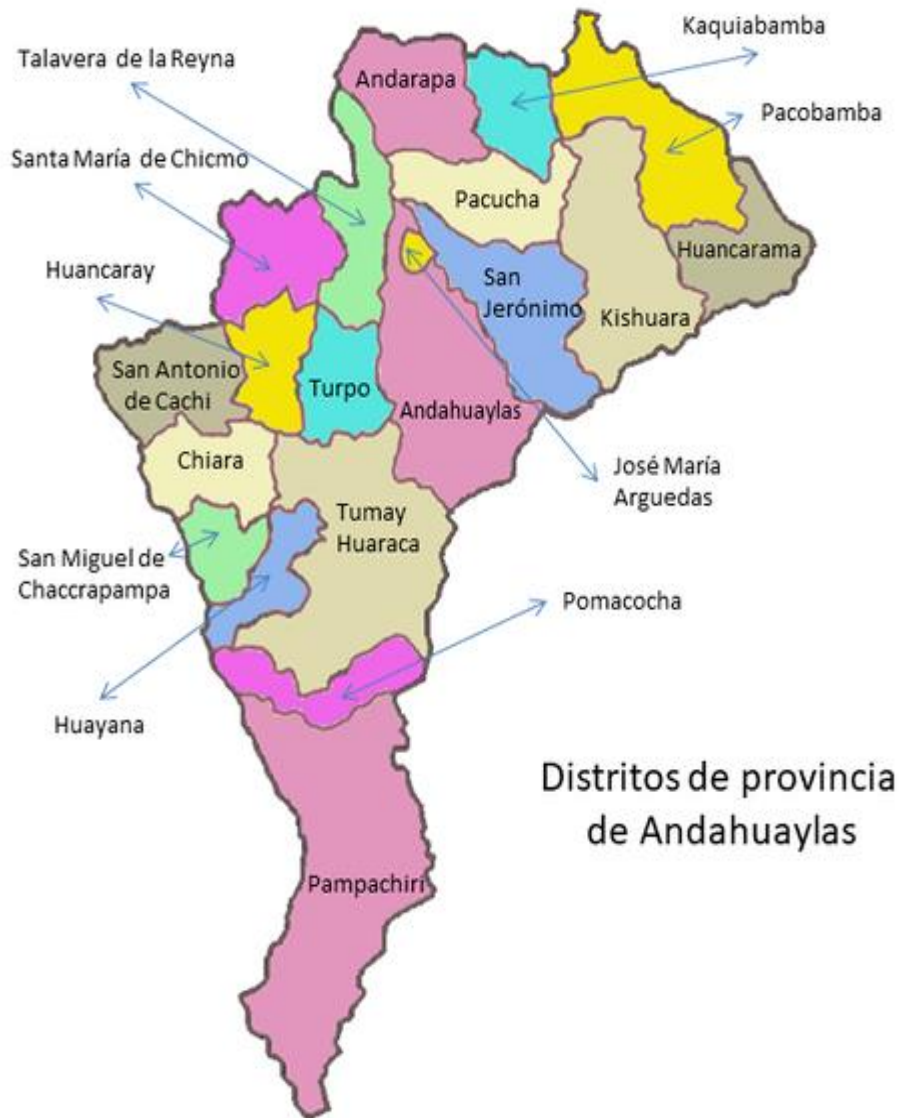 Kaquiabamba
Talavera de la Reyna
Andarapa
Pacobamba
Santa María de Chicmo
Pacucha
Huancarama
Huancaray
San
Jerónimo
Kishuara
San Antonio
de Cachi
Turpo
Andahuaylas
Chiara
José María
Arguedas
Tumay
Huaraca
San Miguel de
Chaccrapampa
Pomacocha
Huayana
Distritos de provincia
de Andahuaylas
Pampachiri